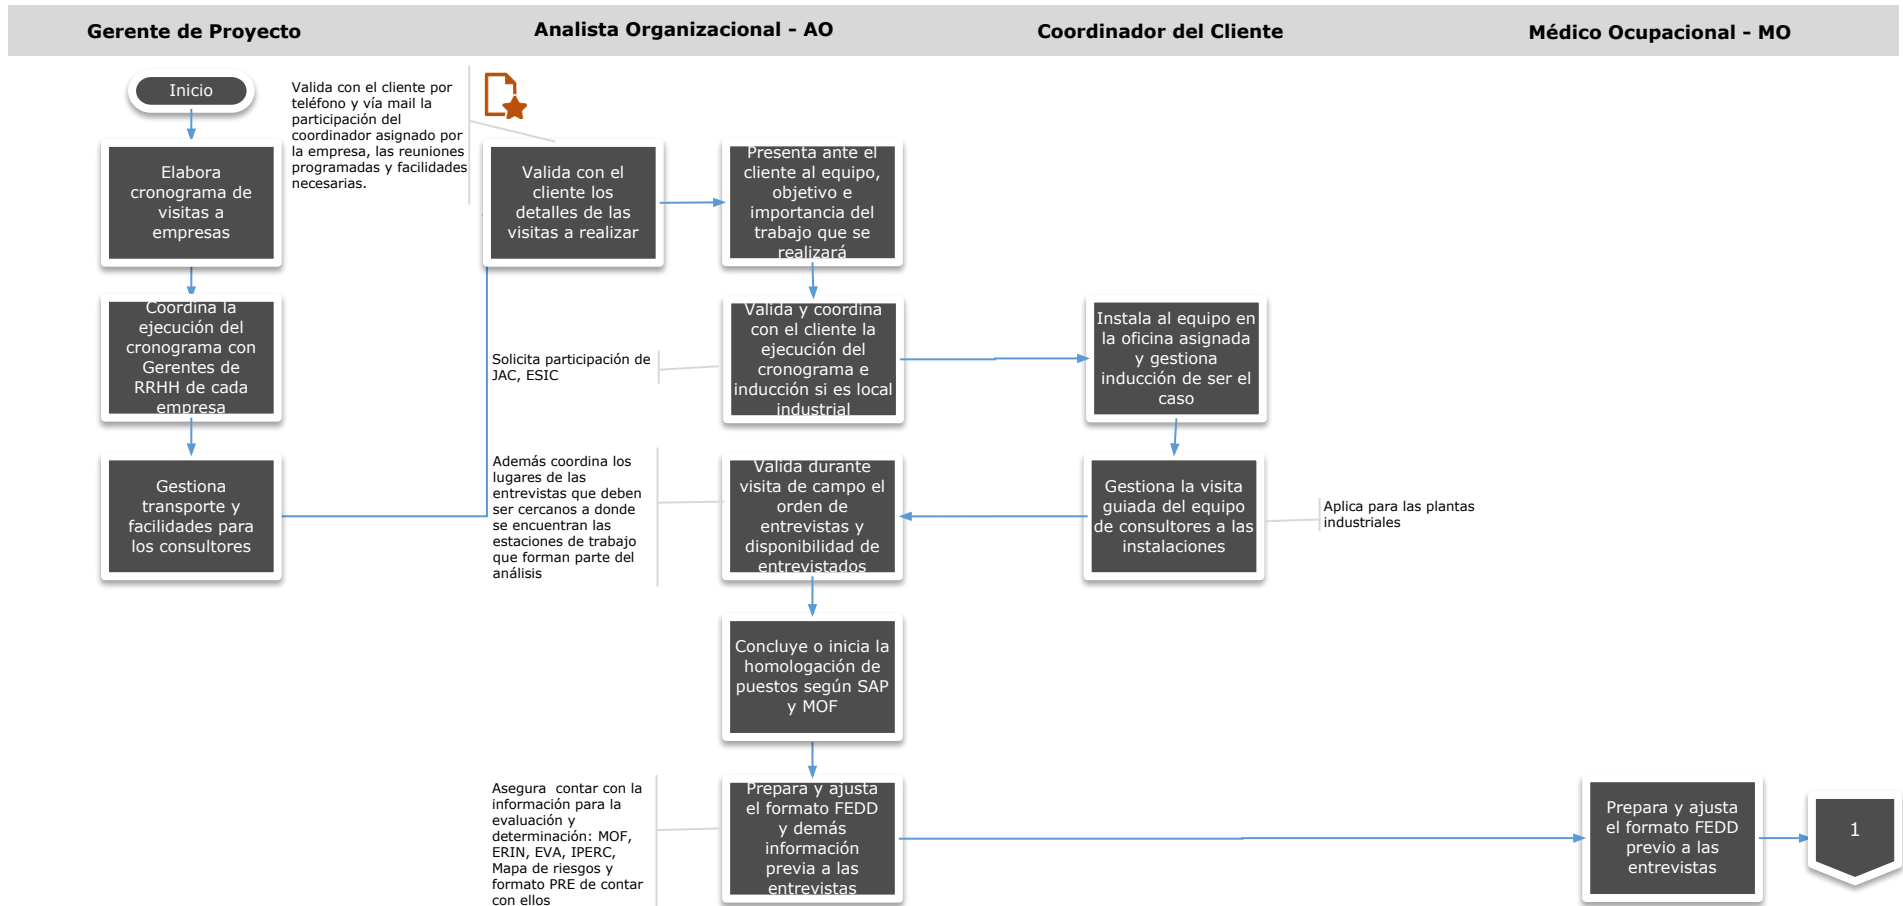 Gerente de Proyecto
Analista Organizacional - AO
Coordinador del Cliente
Médico Ocupacional - MO
Inicio
Valida con el cliente por
teléfono y vía mail la
participación del
coordinador asignado por
la empresa, las reuniones
programadas y facilidades
necesarias.
Elabora
cronograma de
visitas a
empresas
Valida con el
cliente los
detalles de las
visitas a realizar
Presenta ante el
cliente al equipo,
objetivo e
importancia del
trabajo que se
realizará
Coordina la
ejecución del
cronograma con
Gerentes de
RRHH de cada
empresa
Solicita participación de
JAC, ESIC
Valida y coordina
con el cliente la
ejecución del
cronograma e
inducción si es local
industrial
Instala al equipo en
la oficina asignada
y gestiona
inducción de ser el
caso
Gestiona
transporte y
facilidades para
los consultores
Además coordina los
lugares de las
entrevistas que deben
ser cercanos a donde
se encuentran las
estaciones de trabajo
que forman parte del
análisis
Valida durante
visita de campo el
orden de
entrevistas y
disponibilidad de
entrevistados
Gestiona la visita
guiada del equipo
de consultores a las
instalaciones
Aplica para las plantas
industriales
Concluye o inicia la
homologación de
puestos según SAP
y MOF
Asegura  contar con la
información para la
evaluación y
determinación: MOF,
ERIN, EVA, IPERC,
Mapa de riesgos y
formato PRE de contar
con ellos
Prepara y ajusta
el formato FEDD
y demás
información
previa a las
entrevistas
Prepara y ajusta
el formato FEDD
previo a las
entrevistas
1